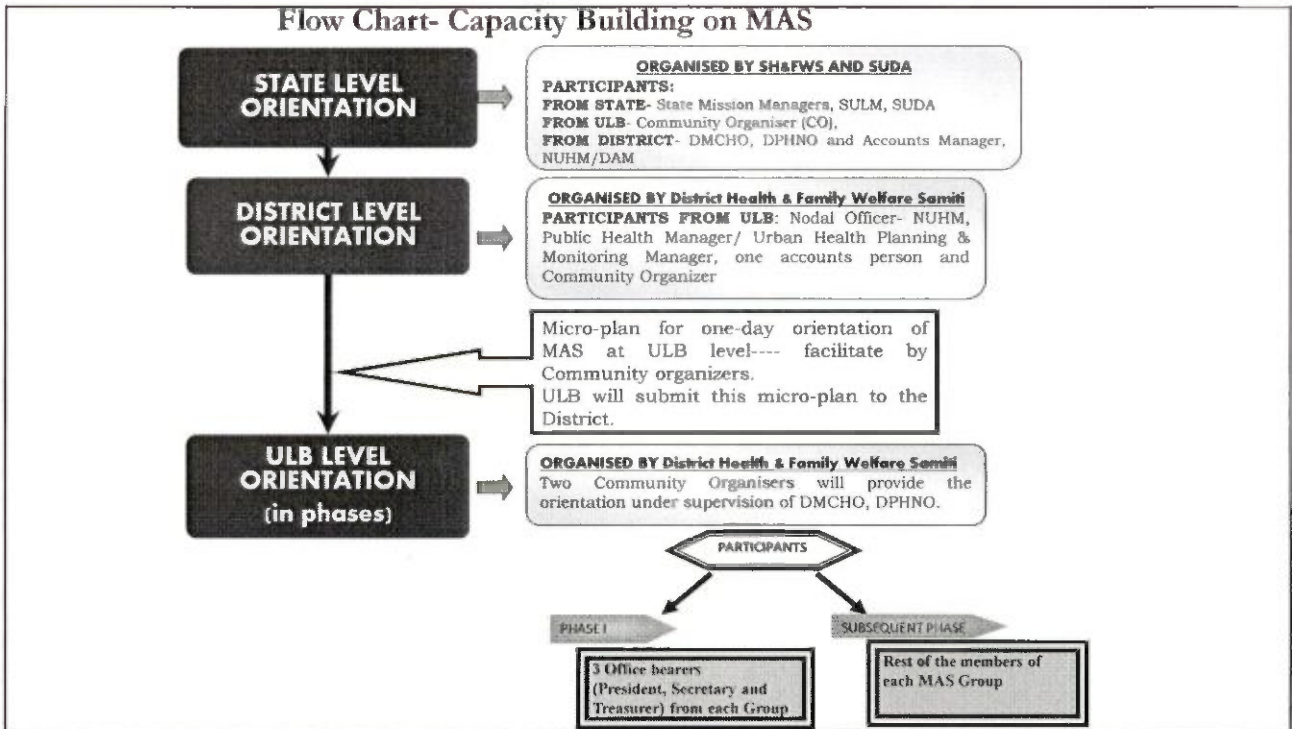 Flow Chart- Capacity Building on MAS
STATE LEVEL
ORIENTATION
ORGANISED BY SH&FWS AND SUDA
PARTICIPANTS:
FROM STATE- State Mission Managers, SULM, SUDA
FROM ULB- Community Organiser (CO),
FROM DISTRICT- DMCHO, DPHNO and Accounts Manager,
NUHM/DAM
DISTRICT LEVEL
ORIENTATION
ORGANISED BY District Health & Family Welfare Samiti
PARTICIPANTS FROM ULB: Nodal Officer- NUHM,
Public Health Manager/ Urban Health Planning &
Monitoring Manager, one accounts person and
Community Organizer
Micro-plan for one-day orientation of
MAS at ULB level---- facilitate by
Community organizers.
ULB will submit this micro-plan to the
District.
ULB LEVEL
ORIENTATION
(in phases)
ORGANISED BY District Health & Family Welfare Samiti
Two Community Organisers will provide the
orientation under supervision of DMCHO, DPHNO.
PARTICIPANTS
PHASE I
3 Office bearers
(President, Secretary and
Treasurer) from each Group
SUBSEQUENT PHASE
Rest of the members of
each MAS Group